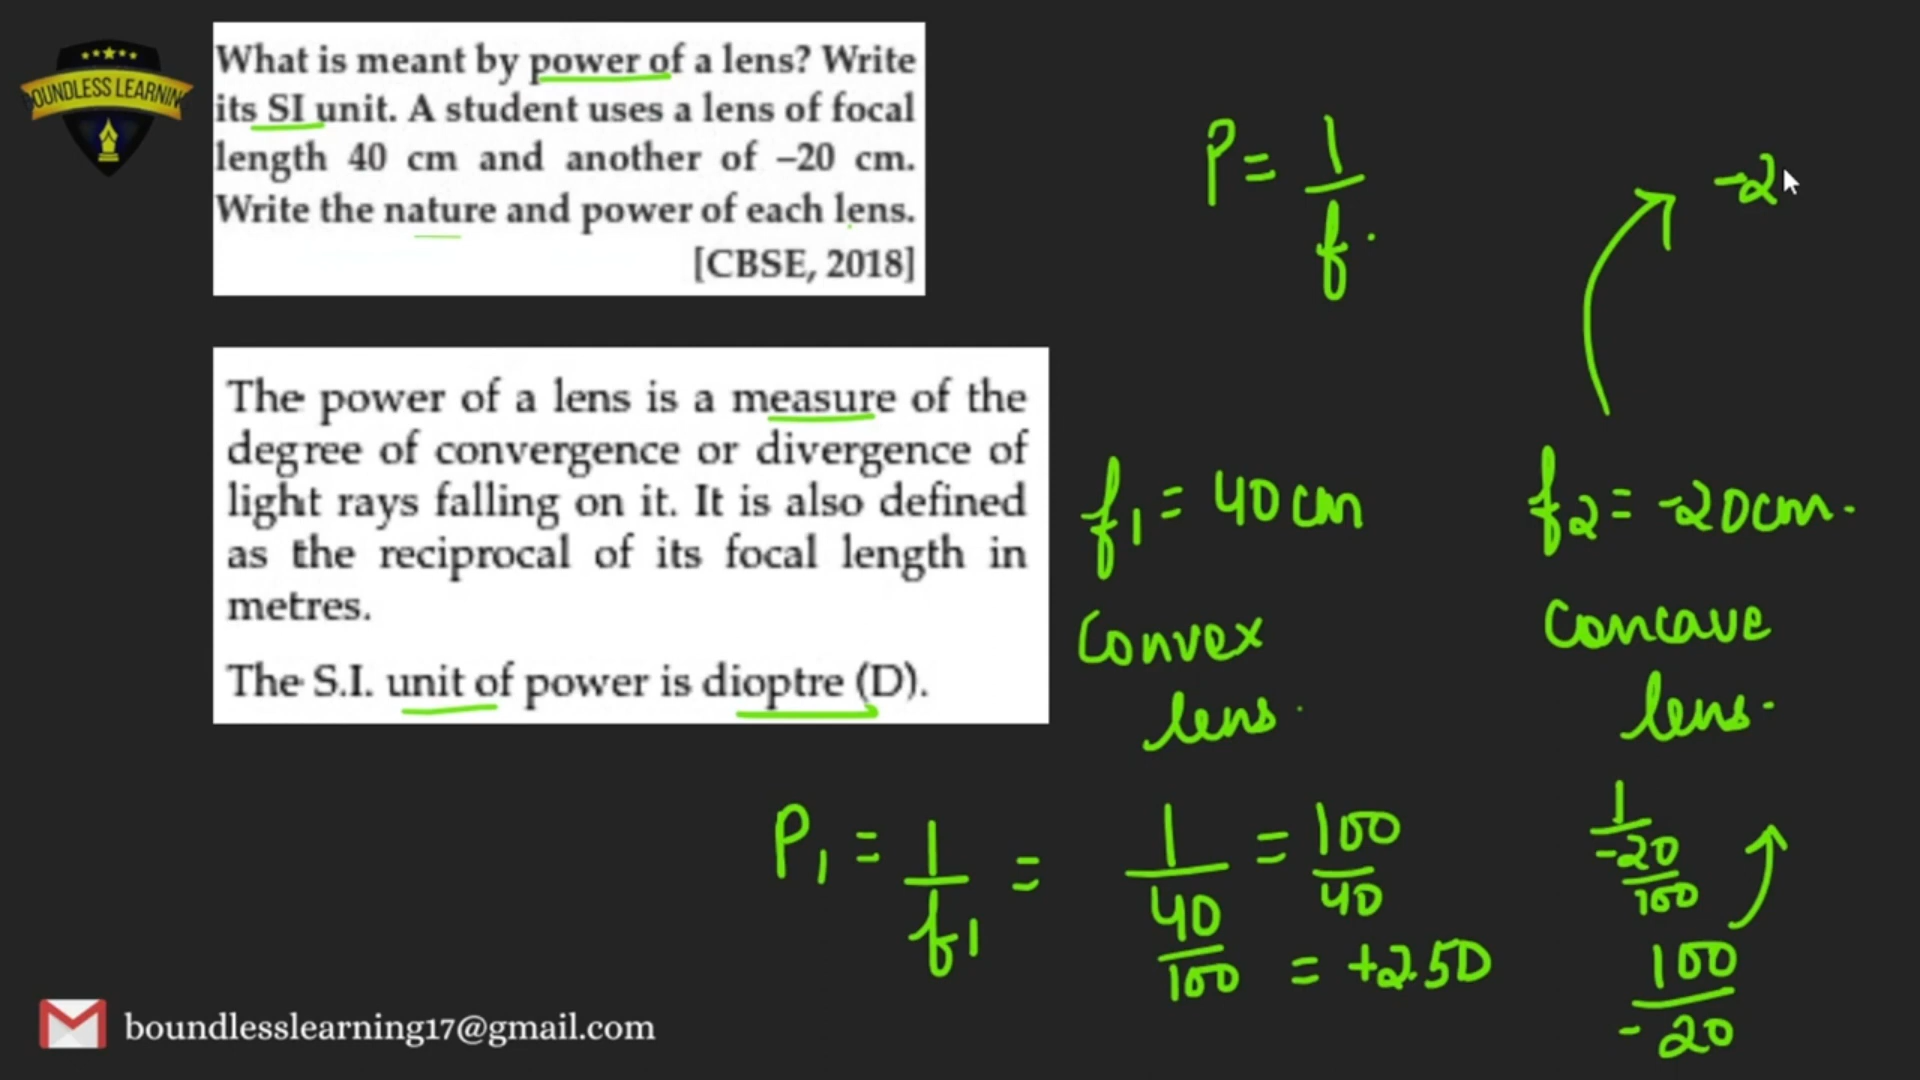 BOUNDLESS LEARNING
What is meant by power of a lens? Write
its SI unit. A student uses a lens of focal
length 40 cm and another of –20 cm.
Write the nature and power of each lens.
[CBSE, 2018]
The power of a lens is a measure of the
degree of convergence or divergence of
light rays falling on it. It is also defined
as the reciprocal of its focal length in
metres.
The S.I. unit of power is dioptre (D).
P = 1/f.
-2
f1 = 40 cm
Convex
lens.
f2 = -20cm.
Concave
lens.
P1 = 1/f1 = 1/(40/100) = 100/40
= +2.5D
1/(-20/100)
100/-20
boundlesslearning17@gmail.com